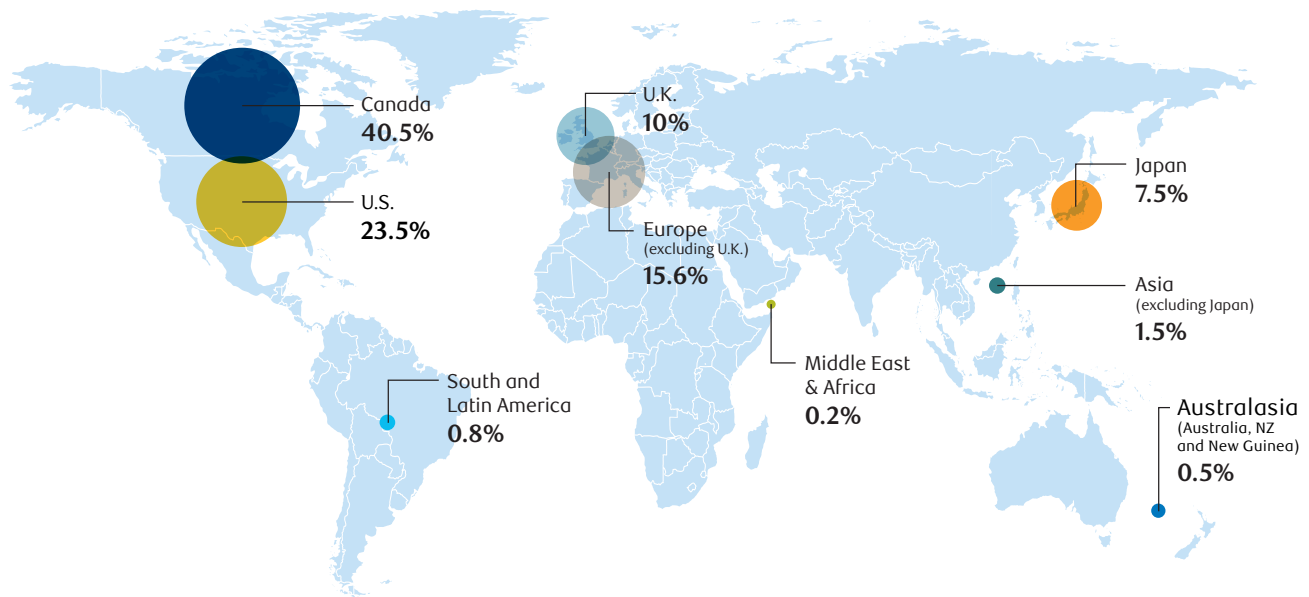 Canada
40.5%
U.S.
23.5%
U.K.
10%
Europe
(excluding U.K.)
15.6%
Japan
7.5%
Asia
(excluding Japan)
1.5%
Middle East
& Africa
0.2%
South and
Latin America
0.8%
Australasia
(Australia, NZ
and New Guinea)
0.5%